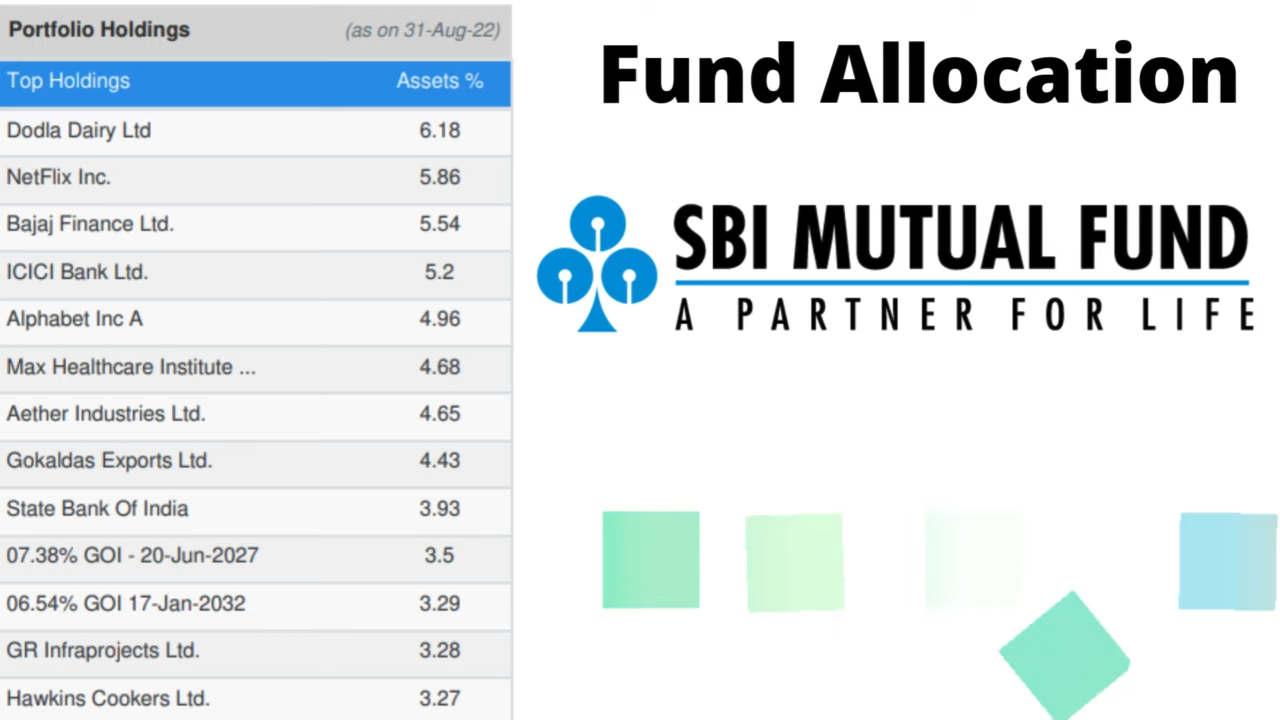 Portfolio Holdings (as on 31-Aug-22)
Top Holdings Assets %
Dodla Dairy Ltd 6.18
NetFlix Inc. 5.86
Bajaj Finance Ltd. 5.54
ICICI Bank Ltd. 5.2
Alphabet Inc A 4.96
Max Healthcare Institute ... 4.68
Aether Industries Ltd. 4.65
Gokaldas Exports Ltd. 4.43
State Bank Of India 3.93
07.38% GOI - 20-Jun-2027 3.5
06.54% GOI 17-Jan-2032 3.29
GR Infraprojects Ltd. 3.28
Hawkins Cookers Ltd. 3.27
Fund Allocation
SBI MUTUAL FUND
A PARTNER FOR LIFE